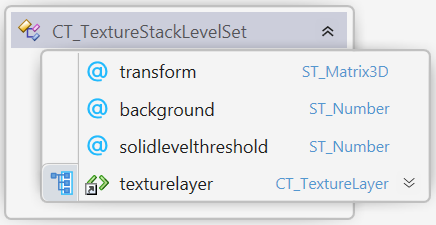 CT_TextureStackLevelSet
@ transform ST_Matrix3D
@ background ST_Number
@ solidlevelthreshold ST_Number
texturelayer CT_TextureLayer